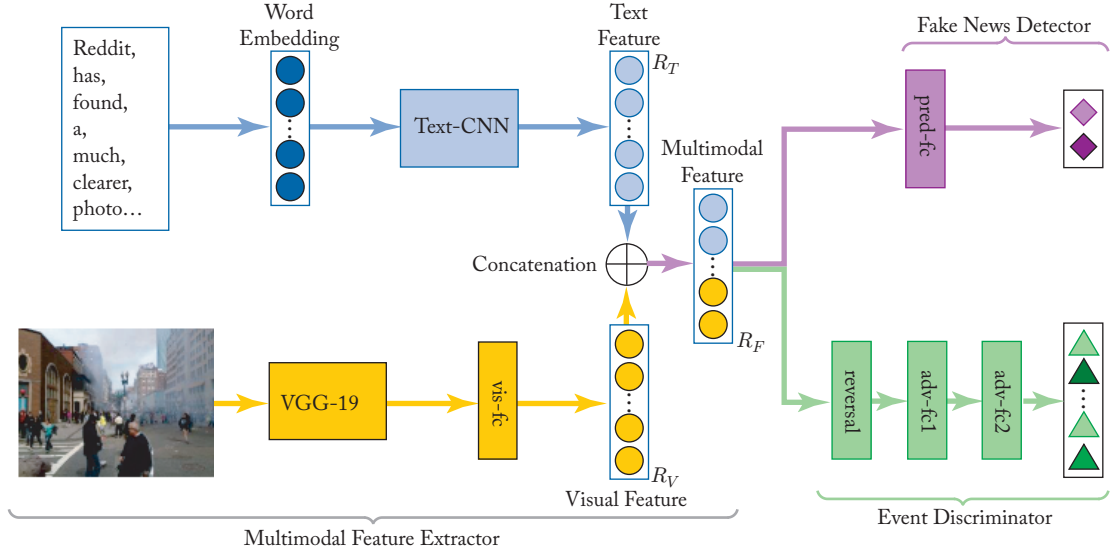 Reddit,
has,
found,
a,
much,
clearer,
photo…
Word
Embedding
Text-CNN
Text
Feature
R_T
Multimodal
Feature
Fake News Detector
pred-fc
Concatenation
R_F
VGG-19
vis-fc
R_V
Visual Feature
reversal
adv-fc1
adv-fc2
Multimodal Feature Extractor
Event Discriminator